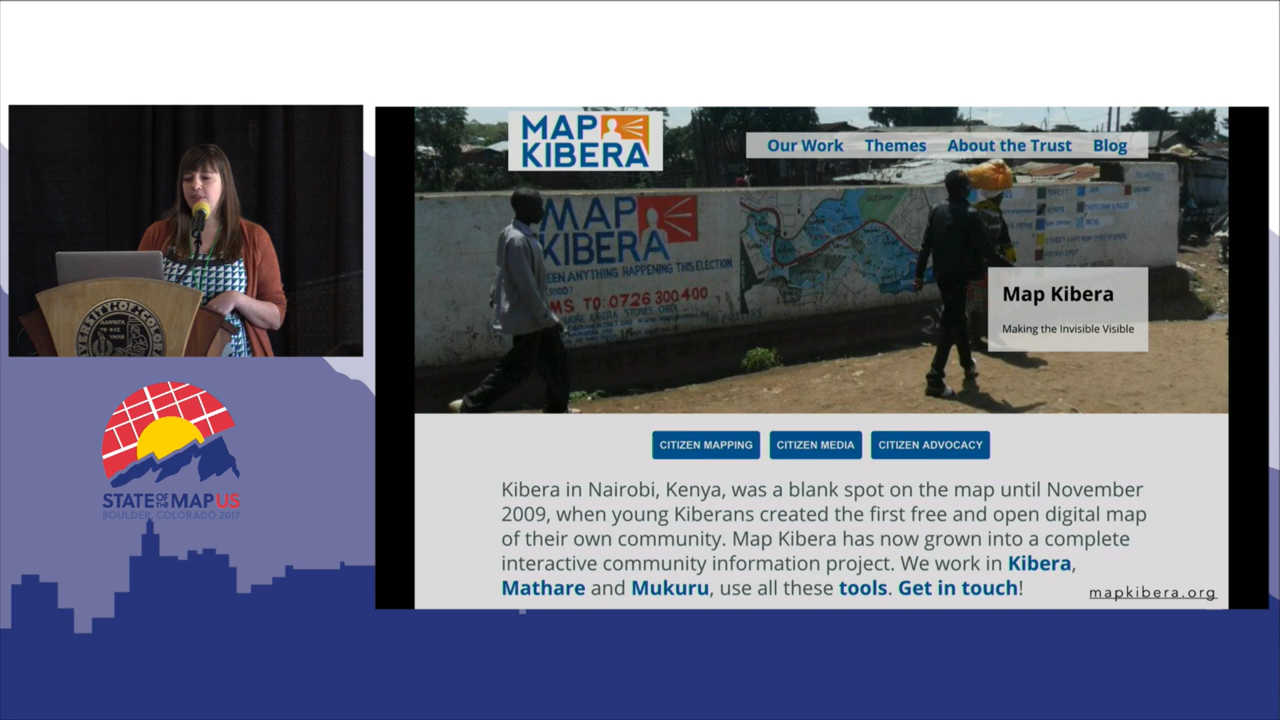 MAP
KIBERA
Our Work Themes About the Trust Blog
MAP
KIBERA
EEN ANYTHING HAPPENING THIS ELECTION
MS TO: 0726 300 400
Map Kibera
Making the Invisible Visible
CITIZEN MAPPING CITIZEN MEDIA CITIZEN ADVOCACY
Kibera in Nairobi, Kenya, was a blank spot on the map until November
2009, when young Kiberans created the first free and open digital map
of their own community. Map Kibera has now grown into a complete
interactive community information project. We work in Kibera,
Mathare and Mukuru, use all these tools. Get in touch!
mapkibera.org
STATE OF THE MAP US
BOULDER, COLORADO 2017